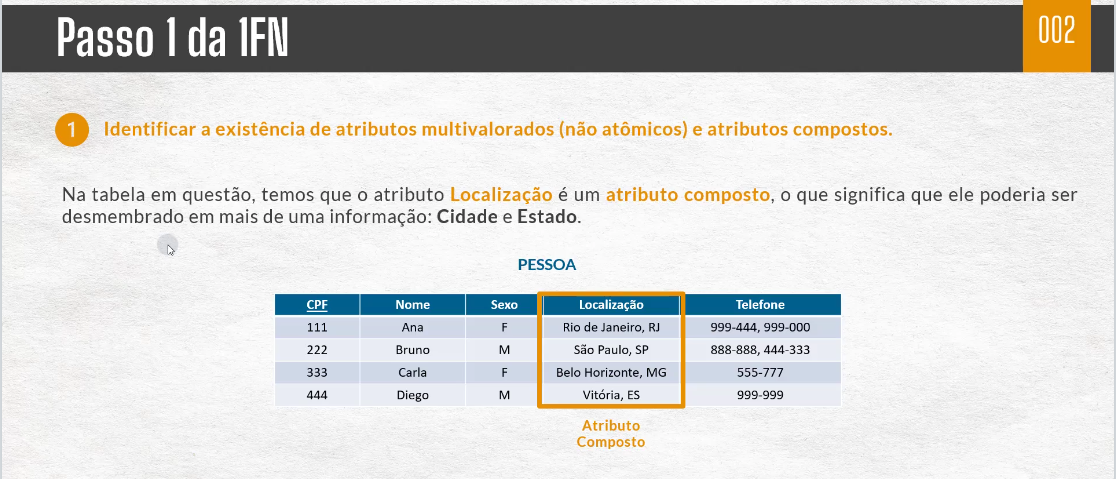 Passo 1 da 1FN
002
1 Identificar a existência de atributos multivalorados (não atômicos) e atributos compostos.
Na tabela em questão, temos que o atributo Localização é um atributo composto, o que significa que ele poderia ser
desmembrado em mais de uma informação: Cidade e Estado.
PESSOA
CPF Nome Sexo Localização Telefone
111 Ana F Rio de Janeiro, RJ 999-444, 999-000
222 Bruno M São Paulo, SP 888-888, 444-333
333 Carla F Belo Horizonte, MG 555-777
444 Diego M Vitória, ES 999-999
Atributo
Composto